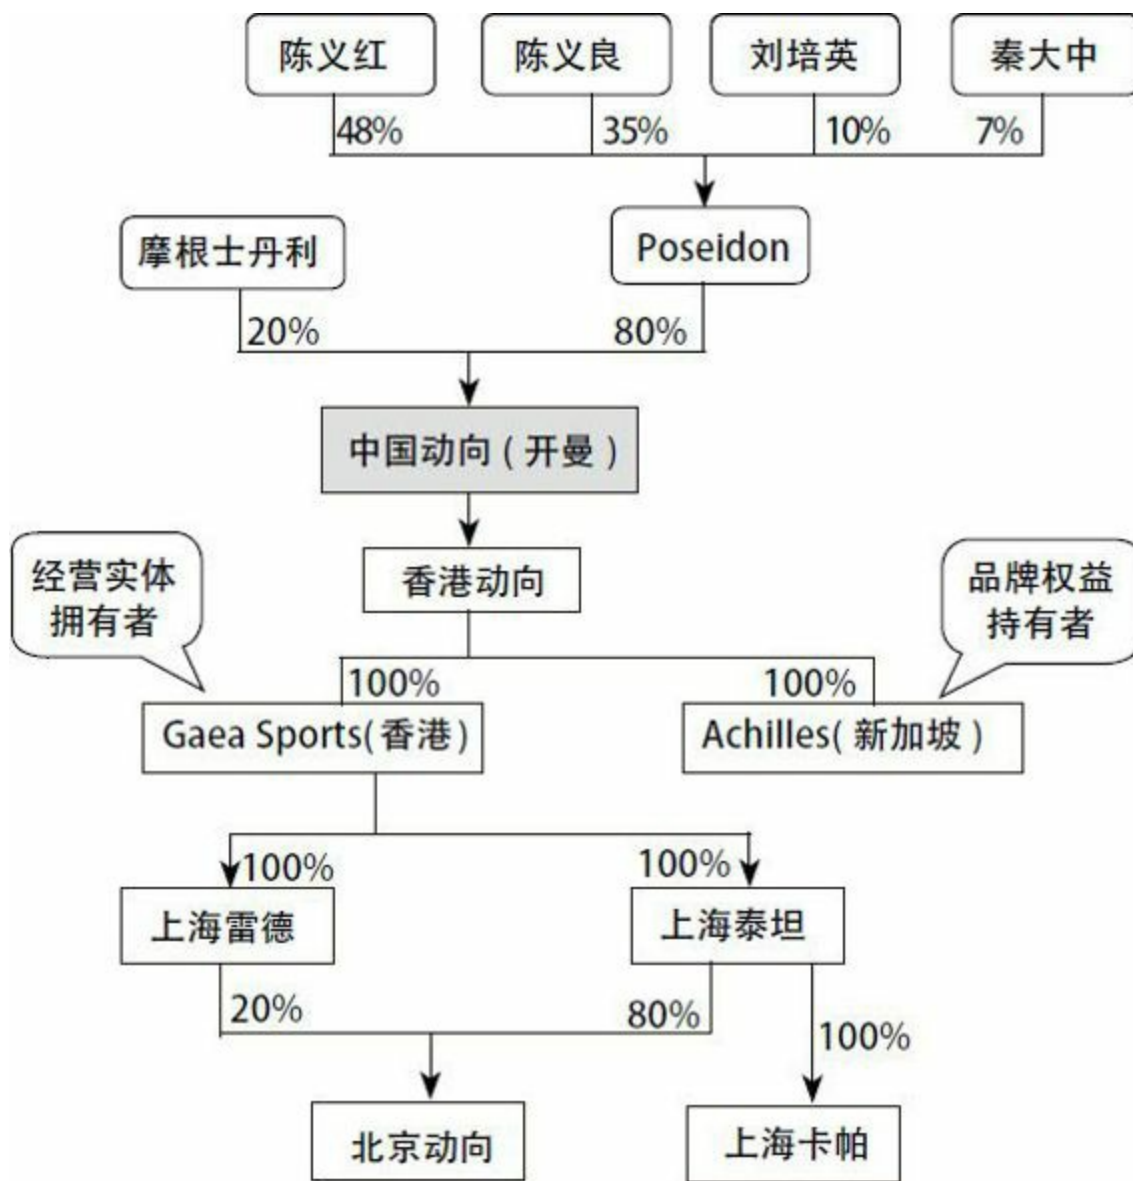 陈义红
陈义良
刘培英
秦大中
48%
35%
10%
7%
摩根士丹利
Poseidon
20%
80%
中国动向(开曼)
经营实体
拥有者
香港动向
品牌权益
持有者
100%
100%
Gaea Sports(香港)
Achilles(新加坡)
100%
100%
上海雷德
上海泰坦
20%
80%
100%
北京动向
上海卡帕